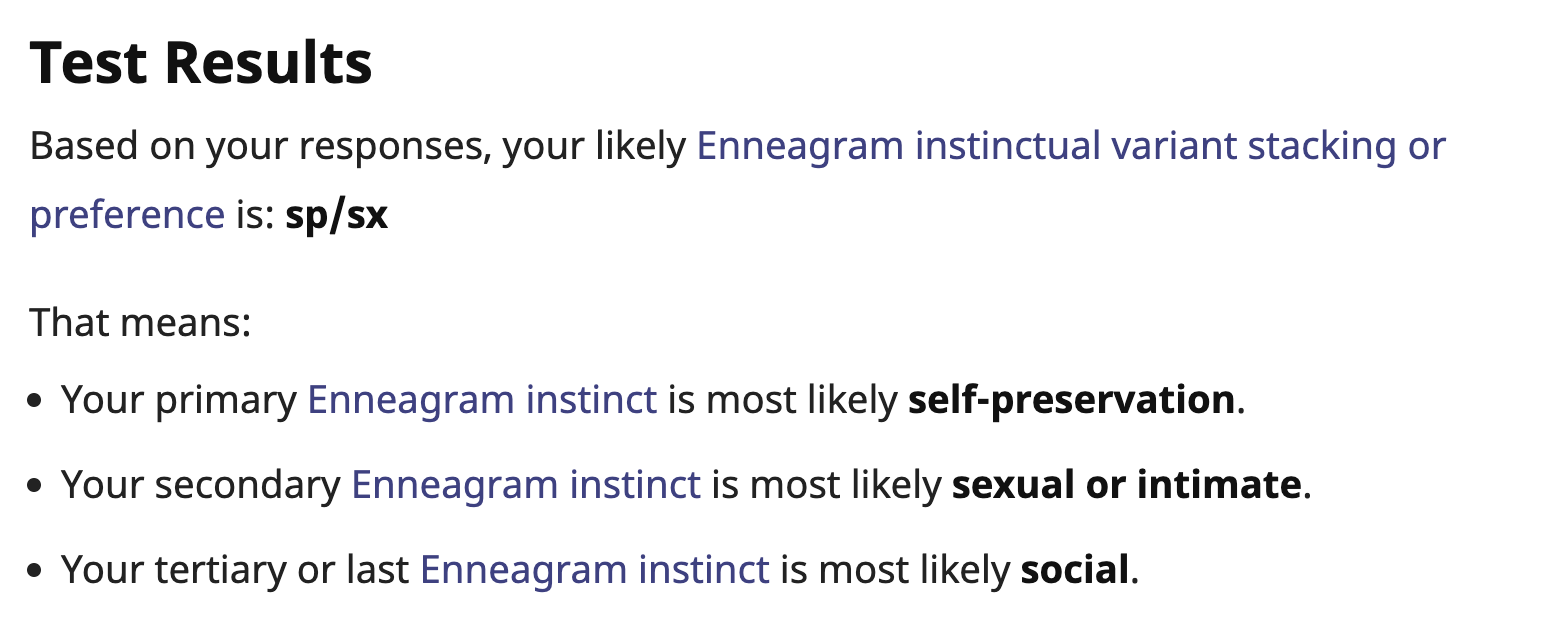 Test Results
Based on your responses, your likely Enneagram instinctual variant stacking or
preference is: sp/sx
That means:
• Your primary Enneagram instinct is most likely self-preservation.
• Your secondary Enneagram instinct is most likely sexual or intimate.
• Your tertiary or last Enneagram instinct is most likely social.